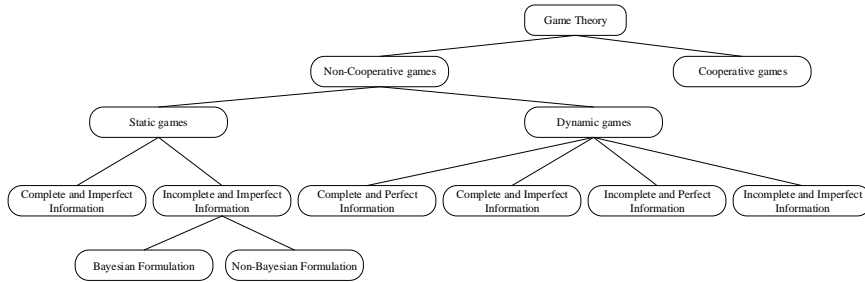 Game Theory
Non-Cooperative games
Cooperative games
Static games
Dynamic games
Complete and Imperfect
Information
Incomplete and Imperfect
Information
Complete and Perfect
Information
Complete and Imperfect
Information
Incomplete and Perfect
Information
Incomplete and Imperfect
Information
Bayesian Formulation
Non-Bayesian Formulation